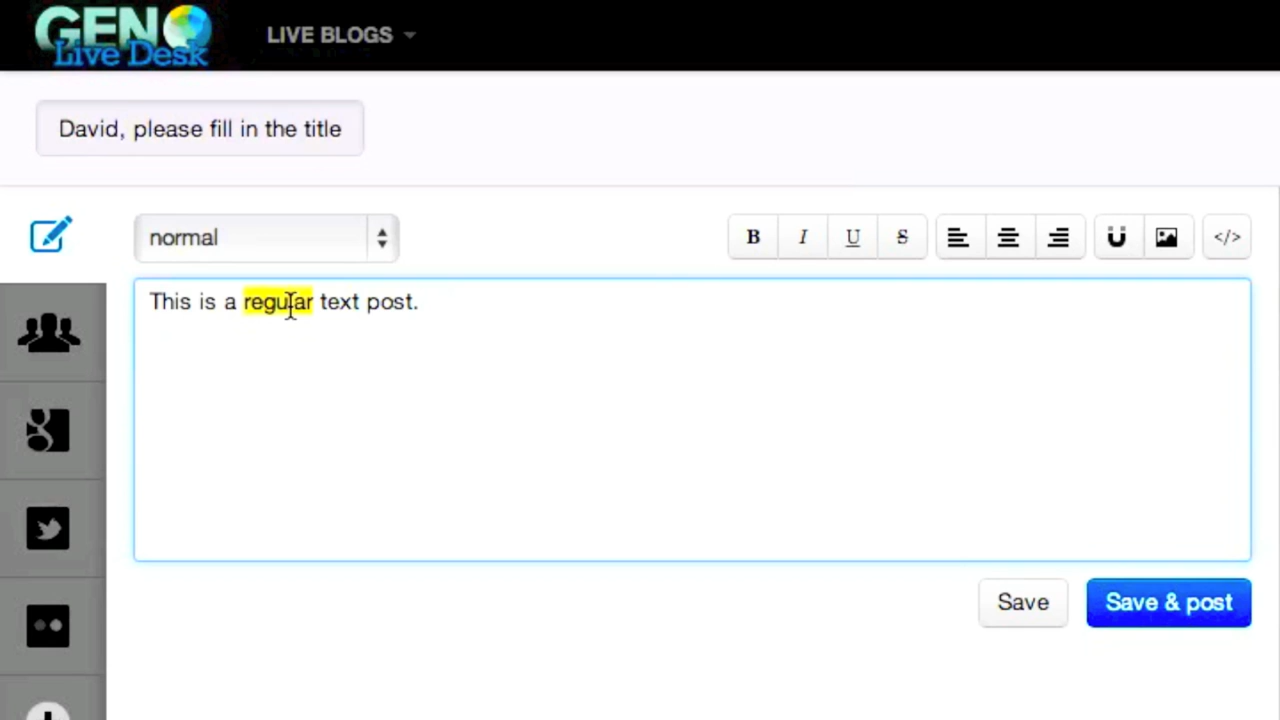 GEN
Live Desk
LIVE BLOGS
David, please fill in the title
normal
B I U S </>
This is a regular text post.
Save
Save & post